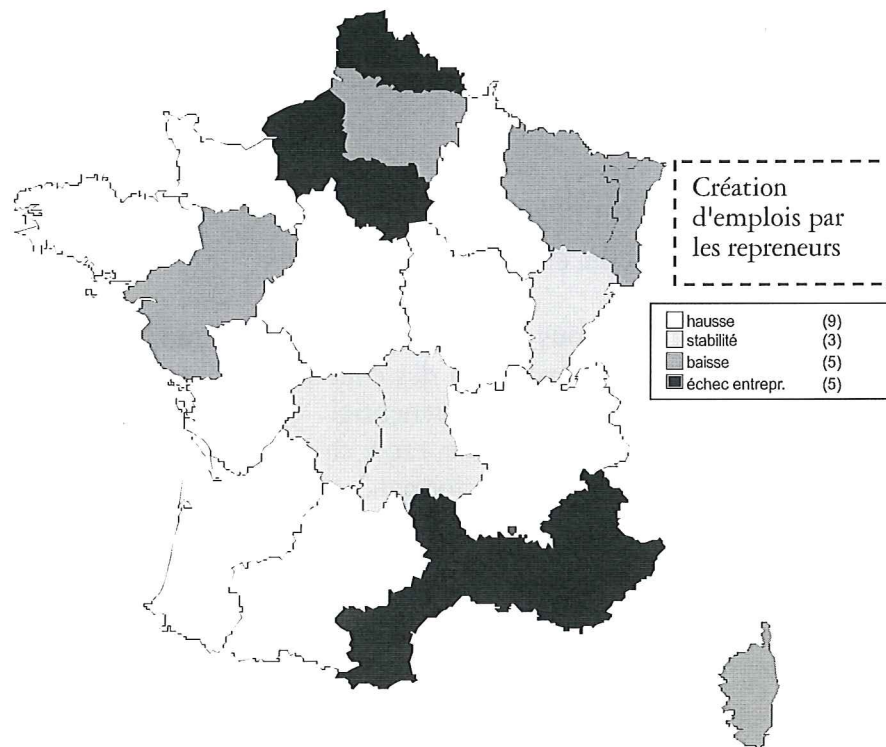 Création
d'emplois par
les repreneurs
hausse (9)
stabilité (3)
baisse (5)
échec entrepr. (5)